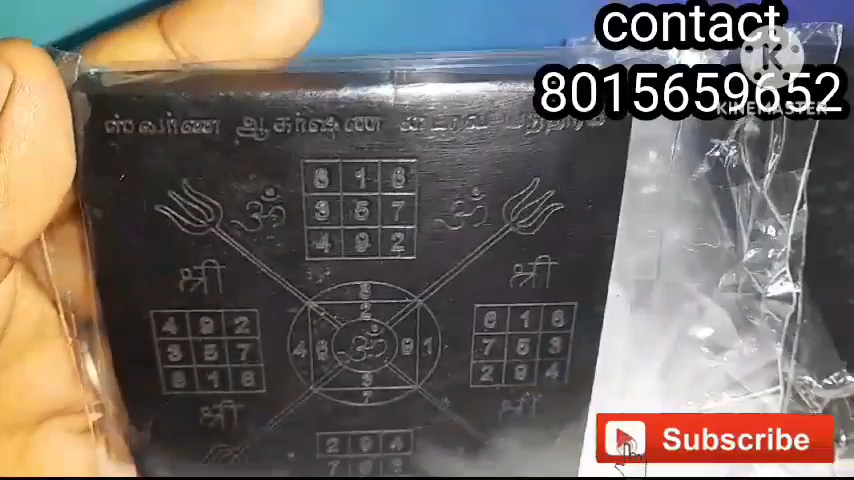 contact
8015659652
KINEMASTER
ஸ்வர்ண ஆகர்ஷண
ॐ ॐ
8 1 6
3 5 7
4 9 2
श्री श्री
4 9 2
3 5 7
8 1 6
6 1 8
7 5 3
2 9 4
ॐ
श्री श्री
2 9 4
Subscribe